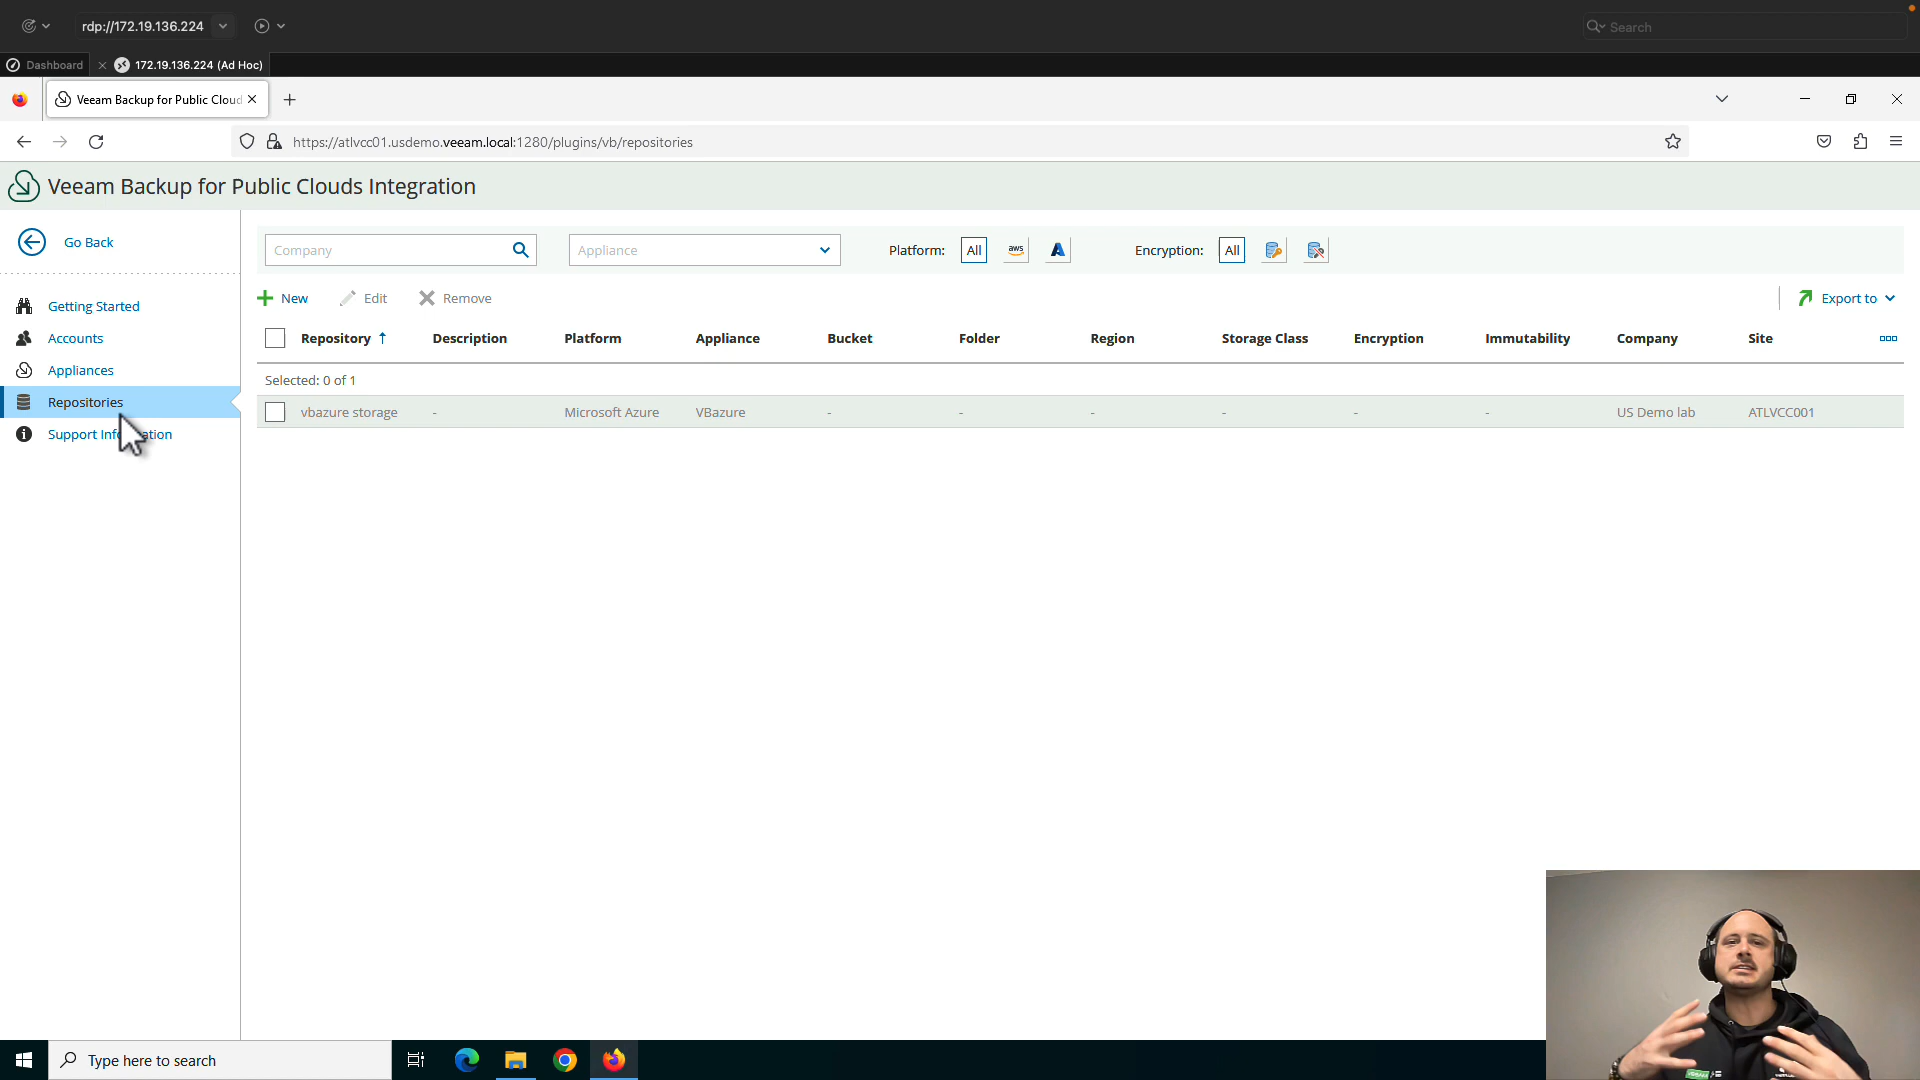 rdp://172.19.136.224
Search
Dashboard
172.19.136.224 (Ad Hoc)
Veeam Backup for Public Cloud
https://atlvcc01.usdemo.veeam.local:1280/plugins/vb/repositories
Veeam Backup for Public Clouds Integration
Go Back
Company
Appliance
Platform: All aws
Encryption: All
New Edit Remove
Export to
Getting Started
Accounts
Appliances
Repositories
Repository Description Platform Appliance Bucket Folder Region Storage Class Encryption Immutability Company Site
Selected: 0 of 1
vbazure storage - Microsoft Azure VBazure - - - - - - US Demo lab ATLVCC001
Type here to search